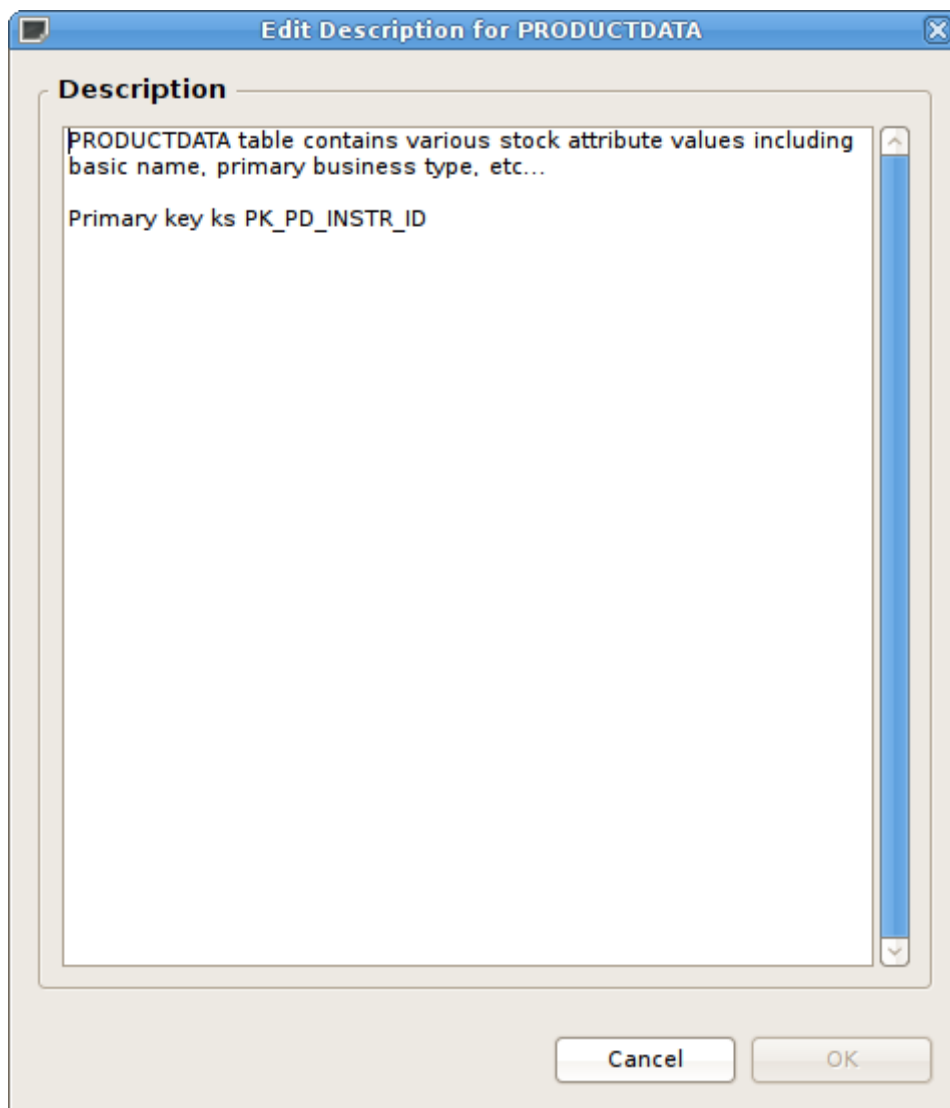 Edit Description for PRODUCTDATA
Description
PRODUCTDATA table contains various stock attribute values including
basic name, primary business type, etc...
Primary key ks PK_PD_INSTR_ID
Cancel
OK